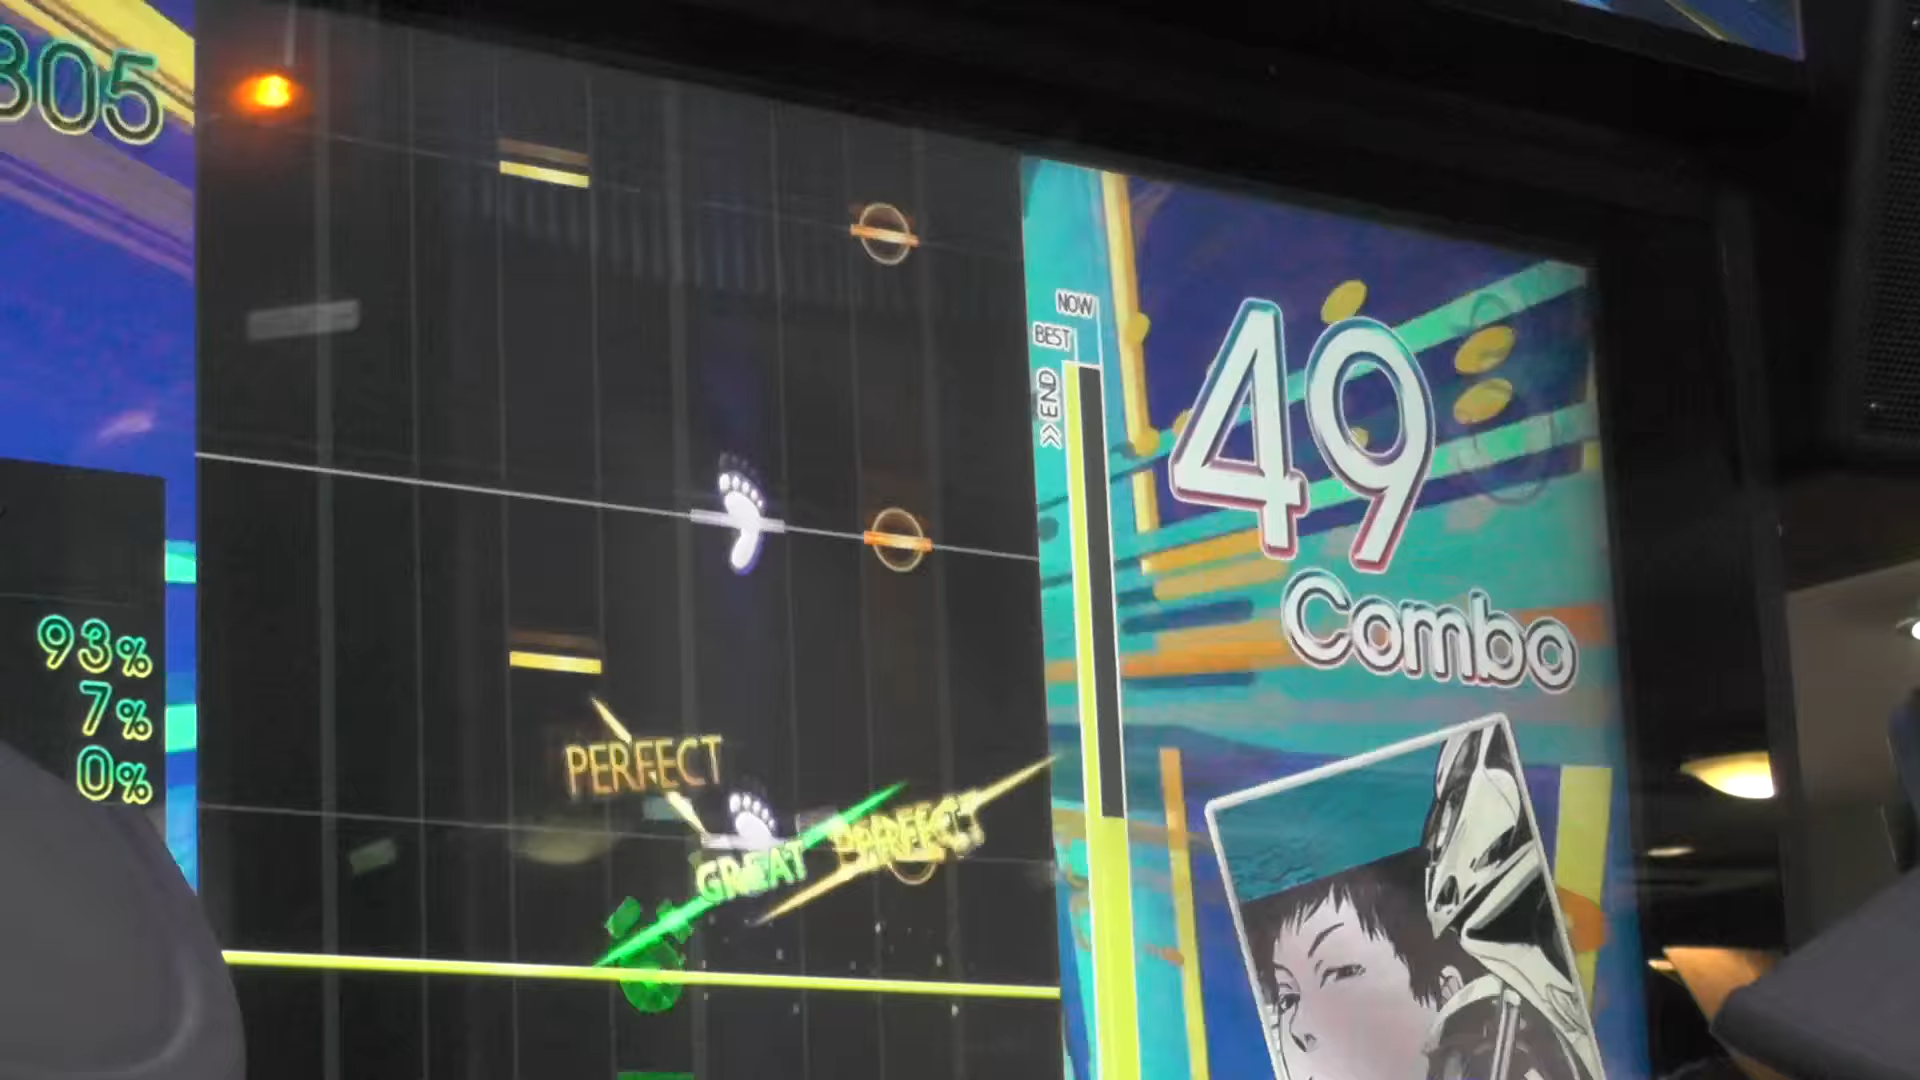 305
NOW
BEST
>>END
49
Combo
93%
7%
0%
PERFECT
GREAT
PERFECT